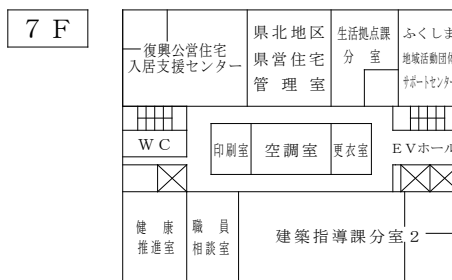 7 F
復興公営住宅
入居支援センター
県北地区
県営住宅
管理室
生活拠点課
分室
ふくしま
地域活動団体
サポートセンター
WC
印刷室
空調室
更衣室
EVホール
健康
推進室
職員
相談室
建築指導課分室2